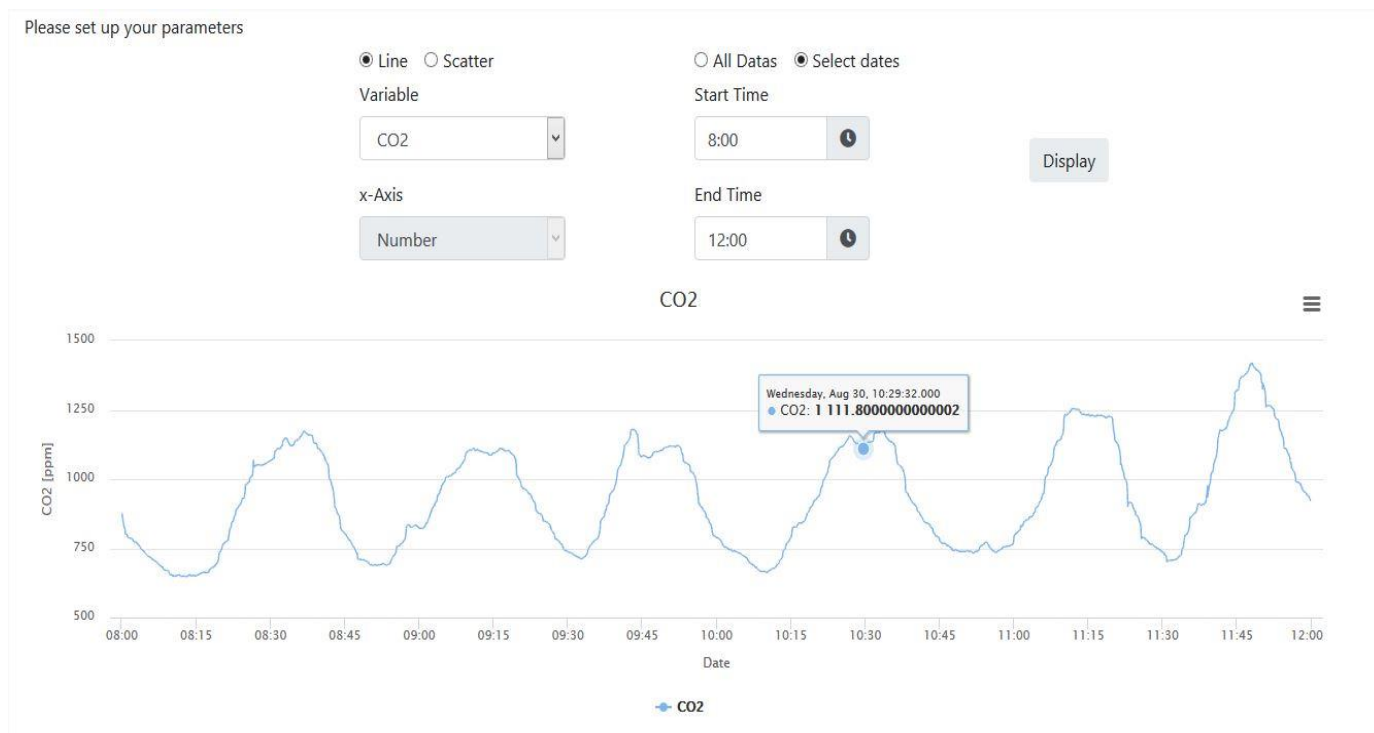 Please set up your parameters
Line Scatter All Datas Select dates
Variable Start Time
CO2 8:00
Display
x-Axis End Time
Number 12:00
CO2
1500
1250
1000
750
500
CO2 [ppm]
Wednesday, Aug 30, 10:29:32.000
CO2: 1 111.8000000000002
08:00 08:15 08:30 08:45 09:00 09:15 09:30 09:45 10:00 10:15 10:30 10:45 11:00 11:15 11:30 11:45 12:00
Date
CO2